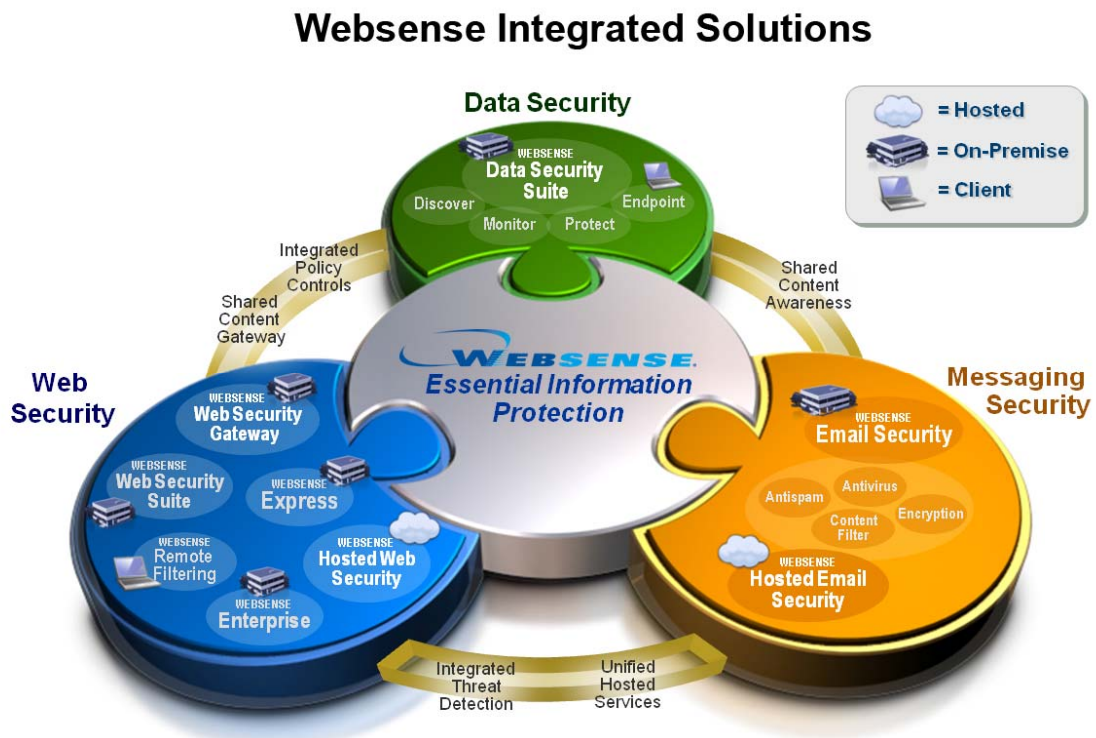 Websense Integrated Solutions
Data Security
= Hosted
= On-Premise
= Client
WEBSENSE
Data Security
Suite
Discover
Monitor
Protect
Endpoint
Integrated
Policy
Controls
Shared
Content
Gateway
Shared
Content
Awareness
WEBSENSE®
Essential Information
Protection
Web
Security
WEBSENSE
Web Security
Gateway
WEBSENSE
Web Security
Suite
WEBSENSE
Express
WEBSENSE
Remote
Filtering
WEBSENSE
Hosted Web
Security
WEBSENSE
Enterprise
Messaging
Security
WEBSENSE
Email Security
Antispam
Antivirus
Content
Filter
Encryption
WEBSENSE
Hosted Email
Security
Integrated
Threat
Detection
Unified
Hosted
Services